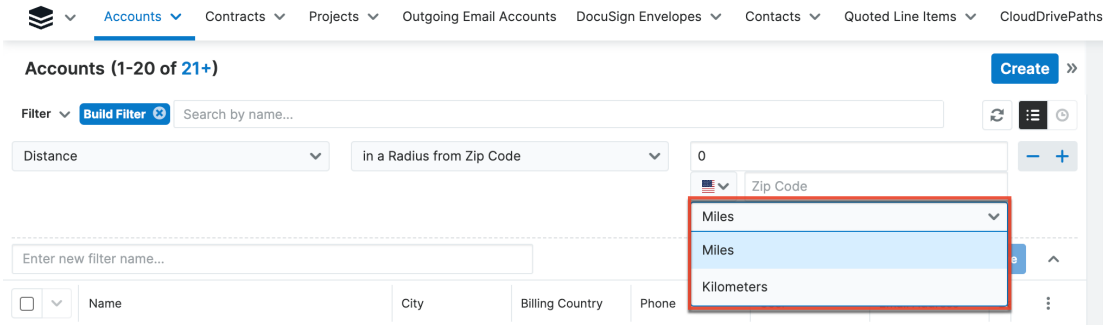 Accounts Contracts Projects Outgoing Email Accounts DocuSign Envelopes Contacts Quoted Line Items CloudDrivePaths
Accounts (1-20 of 21+) Create »
Filter Build Filter Search by name...
Distance in a Radius from Zip Code 0
Zip Code
Miles
Miles
Enter new filter name...
Kilometers
Name City Billing Country Phone